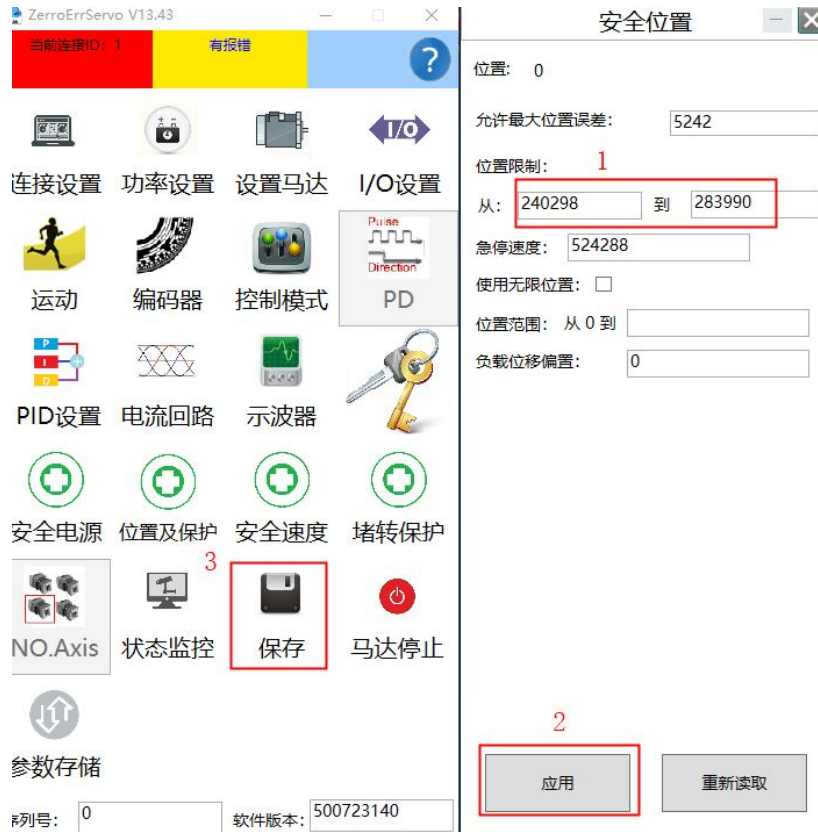 ZerroErrServo V13.43
当前连接ID: 1
有报错
?
连接设置 功率设置 设置马达 I/O设置
I/O
运动 编码器 控制模式 PD
Pulse
Direction
PID设置 电流回路 示波器
P
I
D
安全电源 位置及保护 安全速度 堵转保护
3
NO.Axis 状态监控 保存 马达停止
参数存储
序列号: 0
软件版本: 500723140
安全位置
位置: 0
允许最大位置误差: 5242
位置限制: 1
从: 240298 到 283990
急停速度: 524288
使用无限位置:
位置范围: 从 0 到
负载位移偏置: 0
2
应用 重新读取